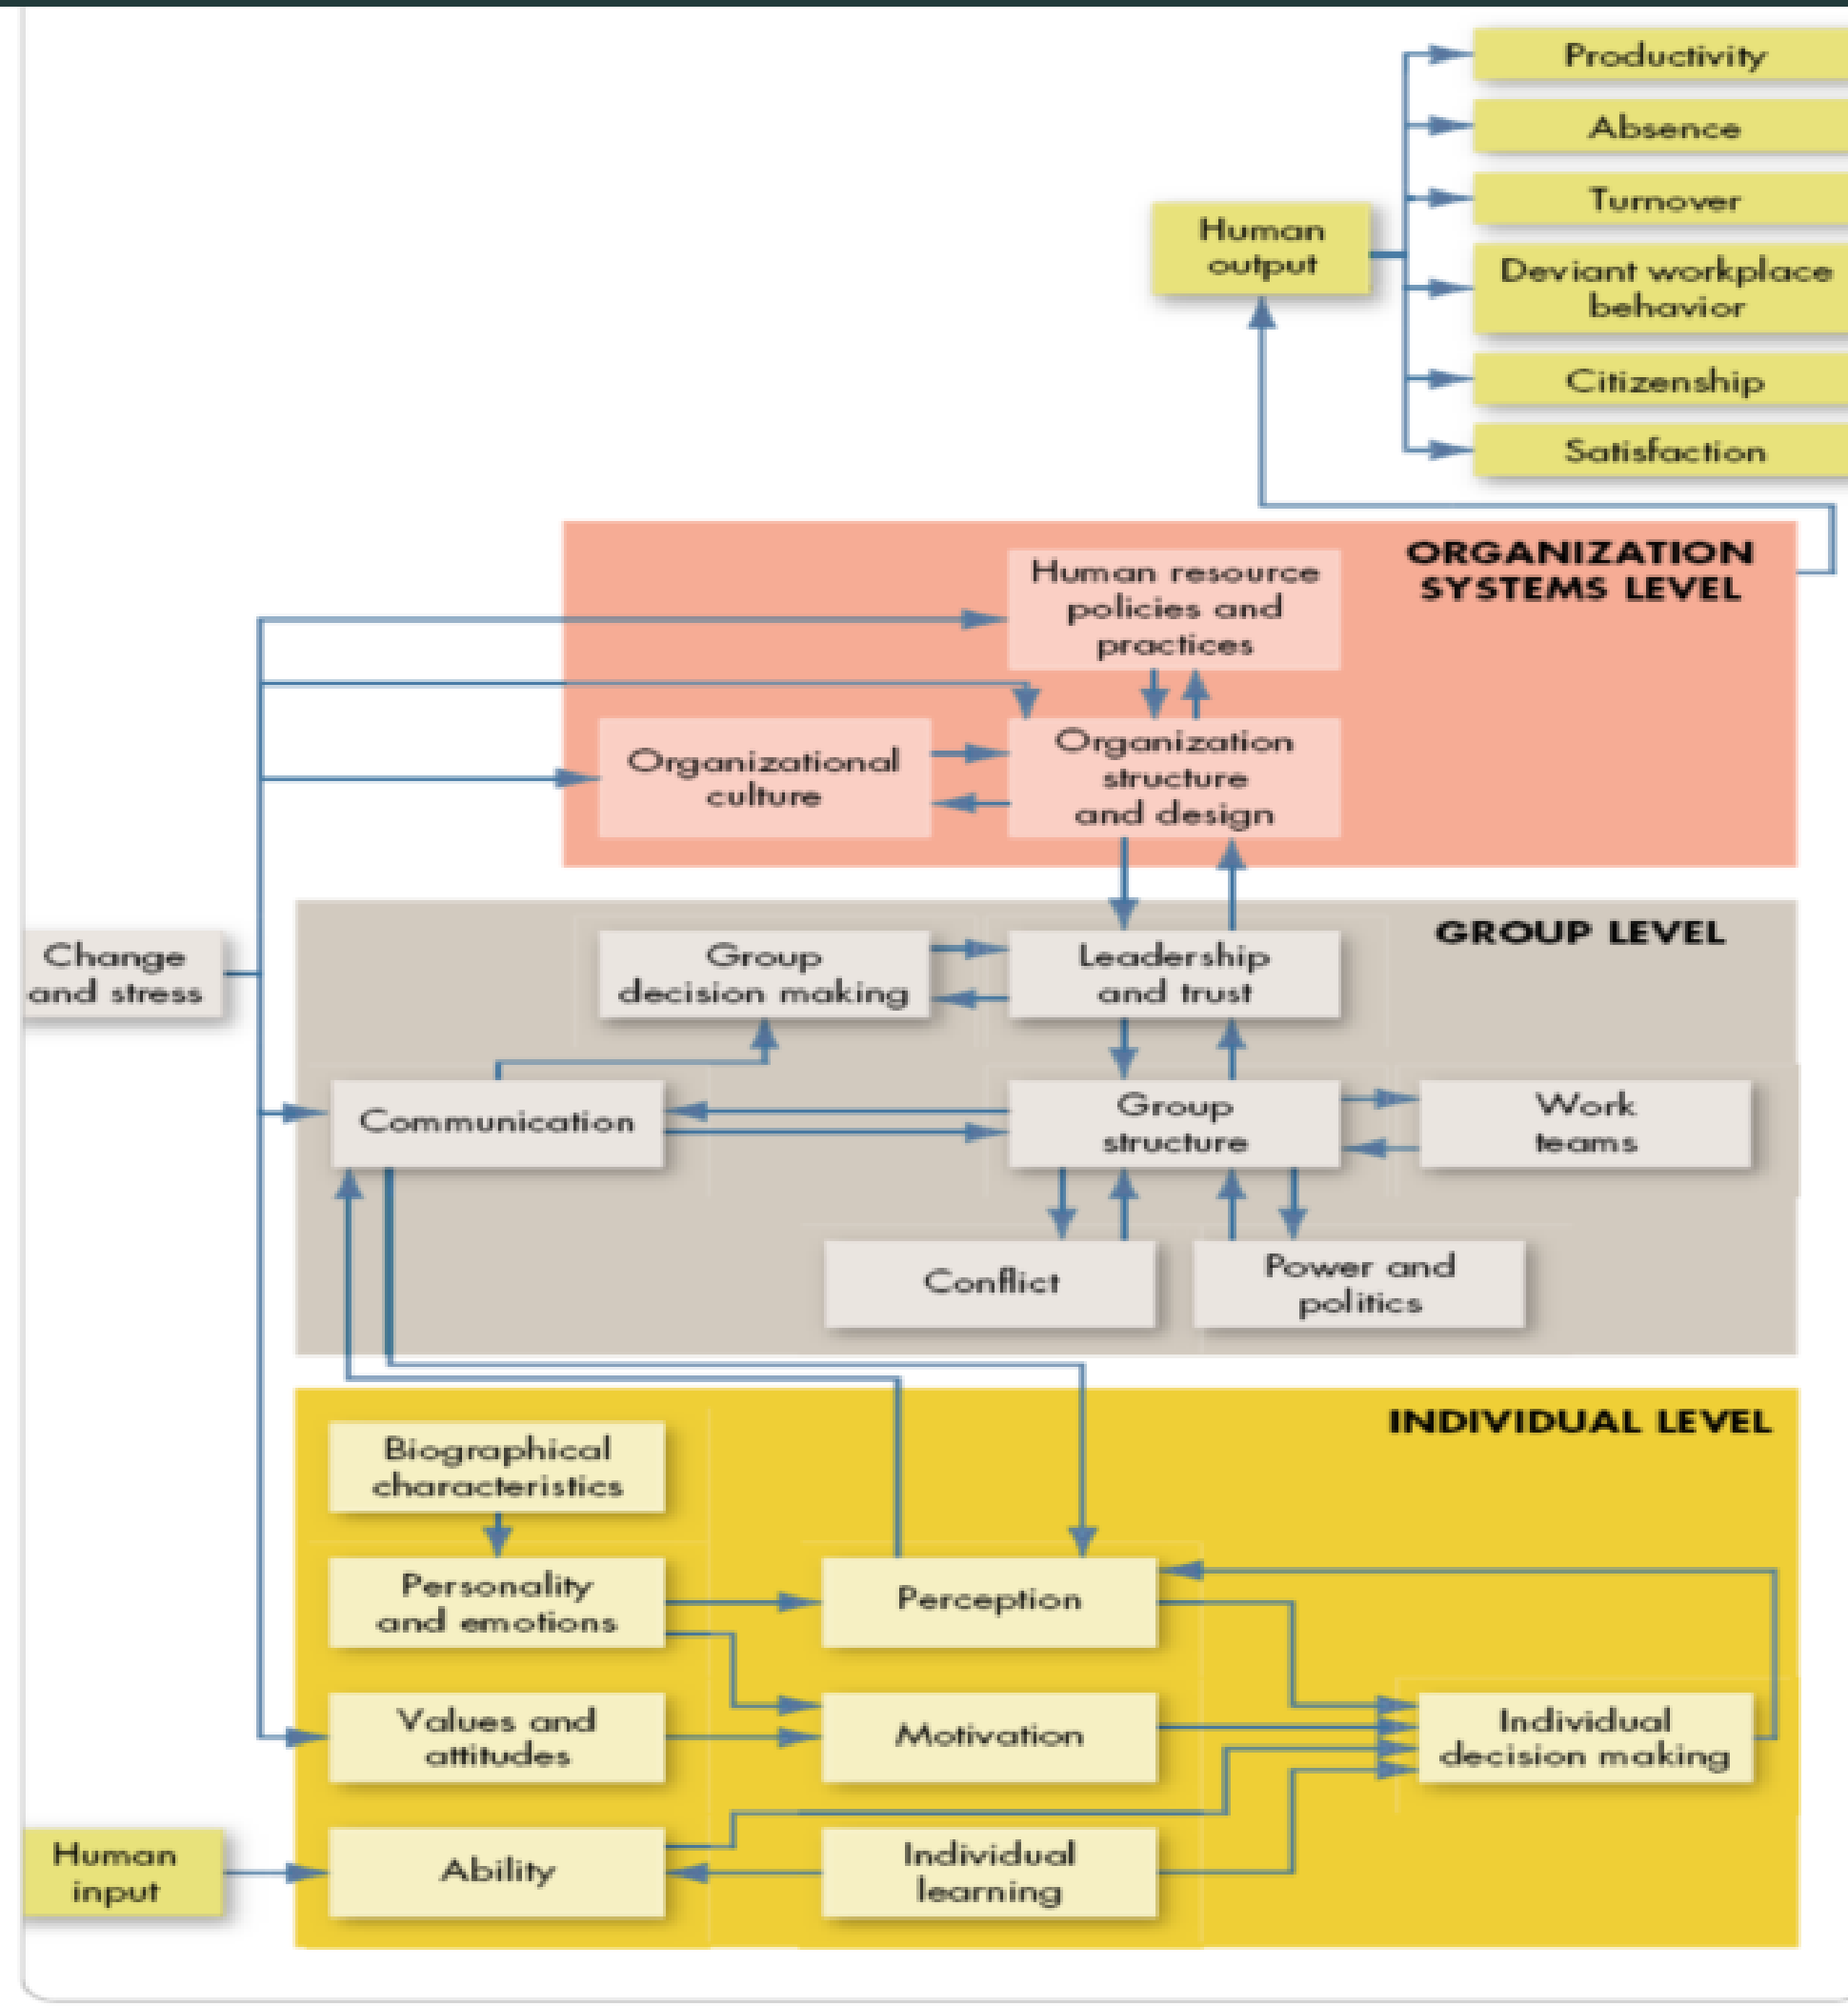 Productivity
Absence
Turnover
Human
output
Deviant workplace
behavior
Citizenship
Satisfaction
ORGANIZATION
SYSTEMS LEVEL
Human resource
policies and
practices
Organizational
culture
Organization
structure
and design
GROUP LEVEL
Change
and stress
Group
decision making
Leadership
and trust
Communication
Group
structure
Work
teams
Conflict
Power and
politics
INDIVIDUAL LEVEL
Biographical
characteristics
Personality
and emotions
Perception
Values and
attitudes
Motivation
Individual
decision making
Human
input
Ability
Individual
learning